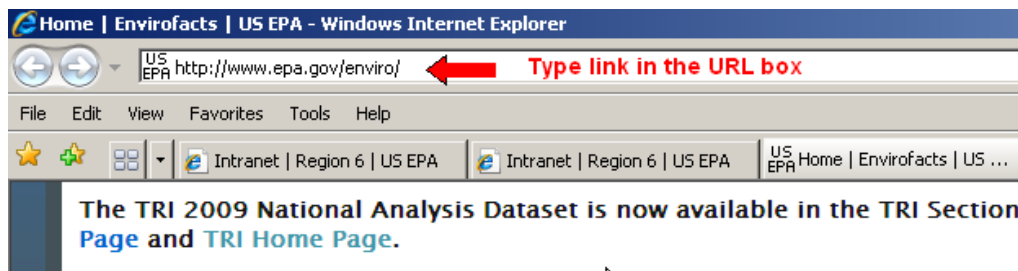 Home | Envirofacts | US EPA - Windows Internet Explorer
US EPA http://www.epa.gov/enviro/ Type link in the URL box
File Edit View Favorites Tools Help
Intranet | Region 6 | US EPA Intranet | Region 6 | US EPA US EPA Home | Envirofacts | US ...
The TRI 2009 National Analysis Dataset is now available in the TRI Section
Page and TRI Home Page.